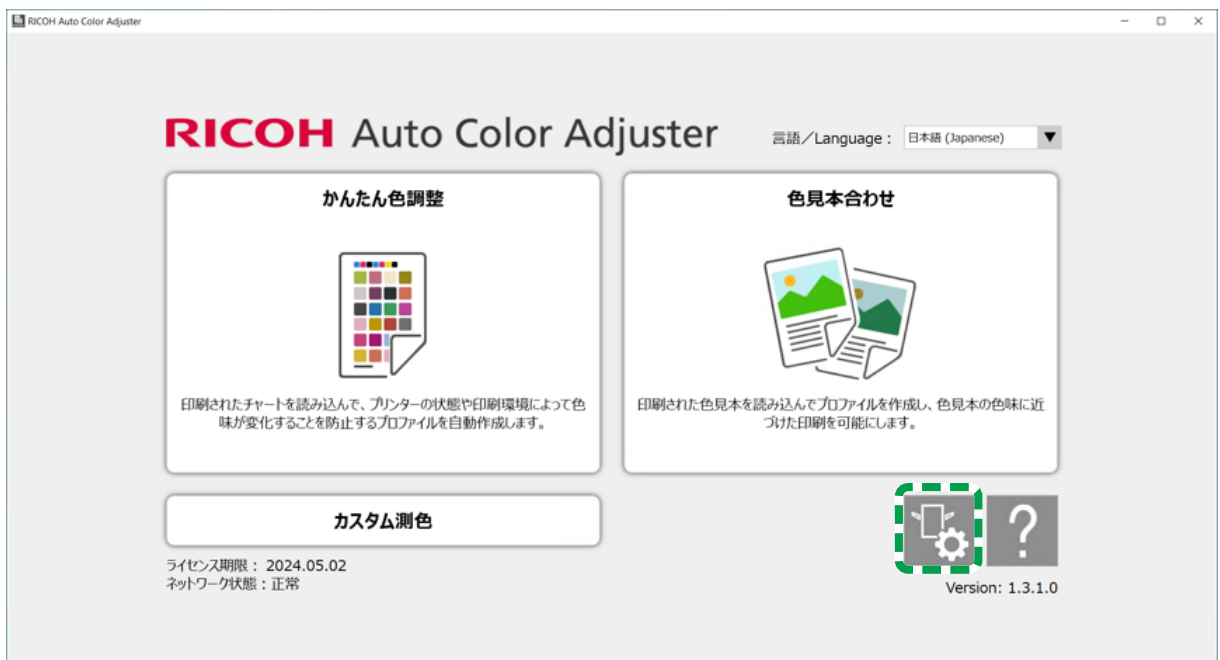 RICOH Auto Color Adjuster
RICOH Auto Color Adjuster
言語／Language： 日本語 (Japanese) ▼
かんたん色調整
印刷されたチャートを読み込んで、プリンターの状態や印刷環境によって色
味が変化することを防止するプロファイルを自動作成します。
色見本合わせ
印刷された色見本を読み込んでプロファイルを作成し、色見本の色味に近
づけた印刷を可能にします。
カスタム測色
?
ライセンス期限： 2024.05.02
ネットワーク状態：正常
Version: 1.3.1.0